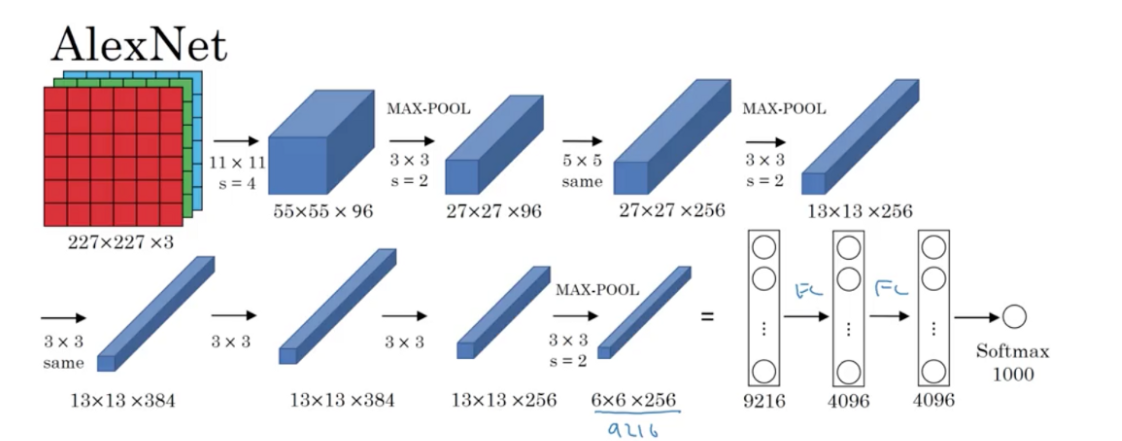 AlexNet
MAX-POOL
MAX-POOL
11 × 11
s = 4
3 × 3
s = 2
5 × 5
same
3 × 3
s = 2
55×55 × 96
27×27 ×96
27×27 ×256
13×13 ×256
227×227 ×3
MAX-POOL
FC
FC
3 × 3
same
3 × 3
3 × 3
3 × 3
s = 2
=
⋮
⋮
⋮
Softmax
1000
13×13 ×384
13×13 ×384
13×13 ×256
6×6 ×256
9216
4096
4096
9216